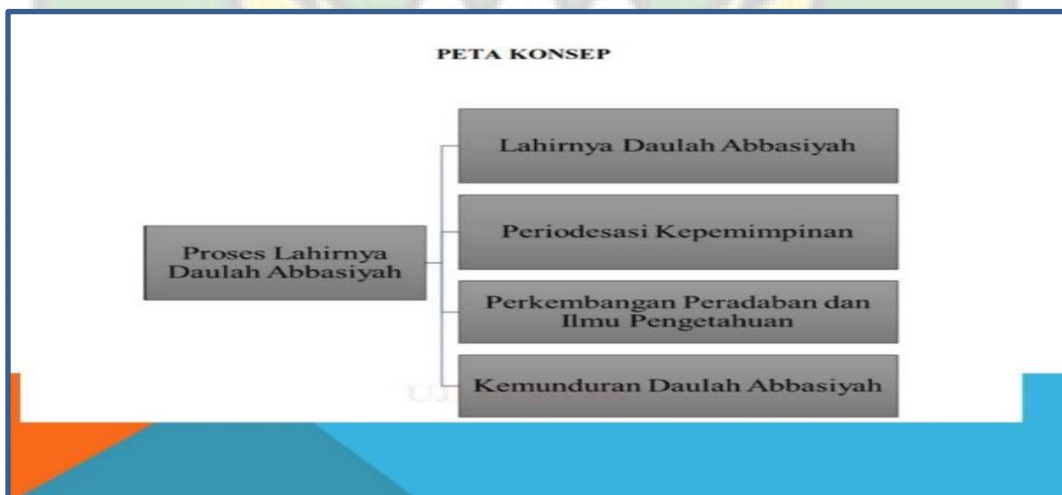 PETA KONSEP
Proses Lahirnya
Daulah Abbasiyah
Lahirnya Daulah Abbasiyah
Periodesasi Kepemimpinan
Perkembangan Peradaban dan
Ilmu Pengetahuan
Kemunduran Daulah Abbasiyah